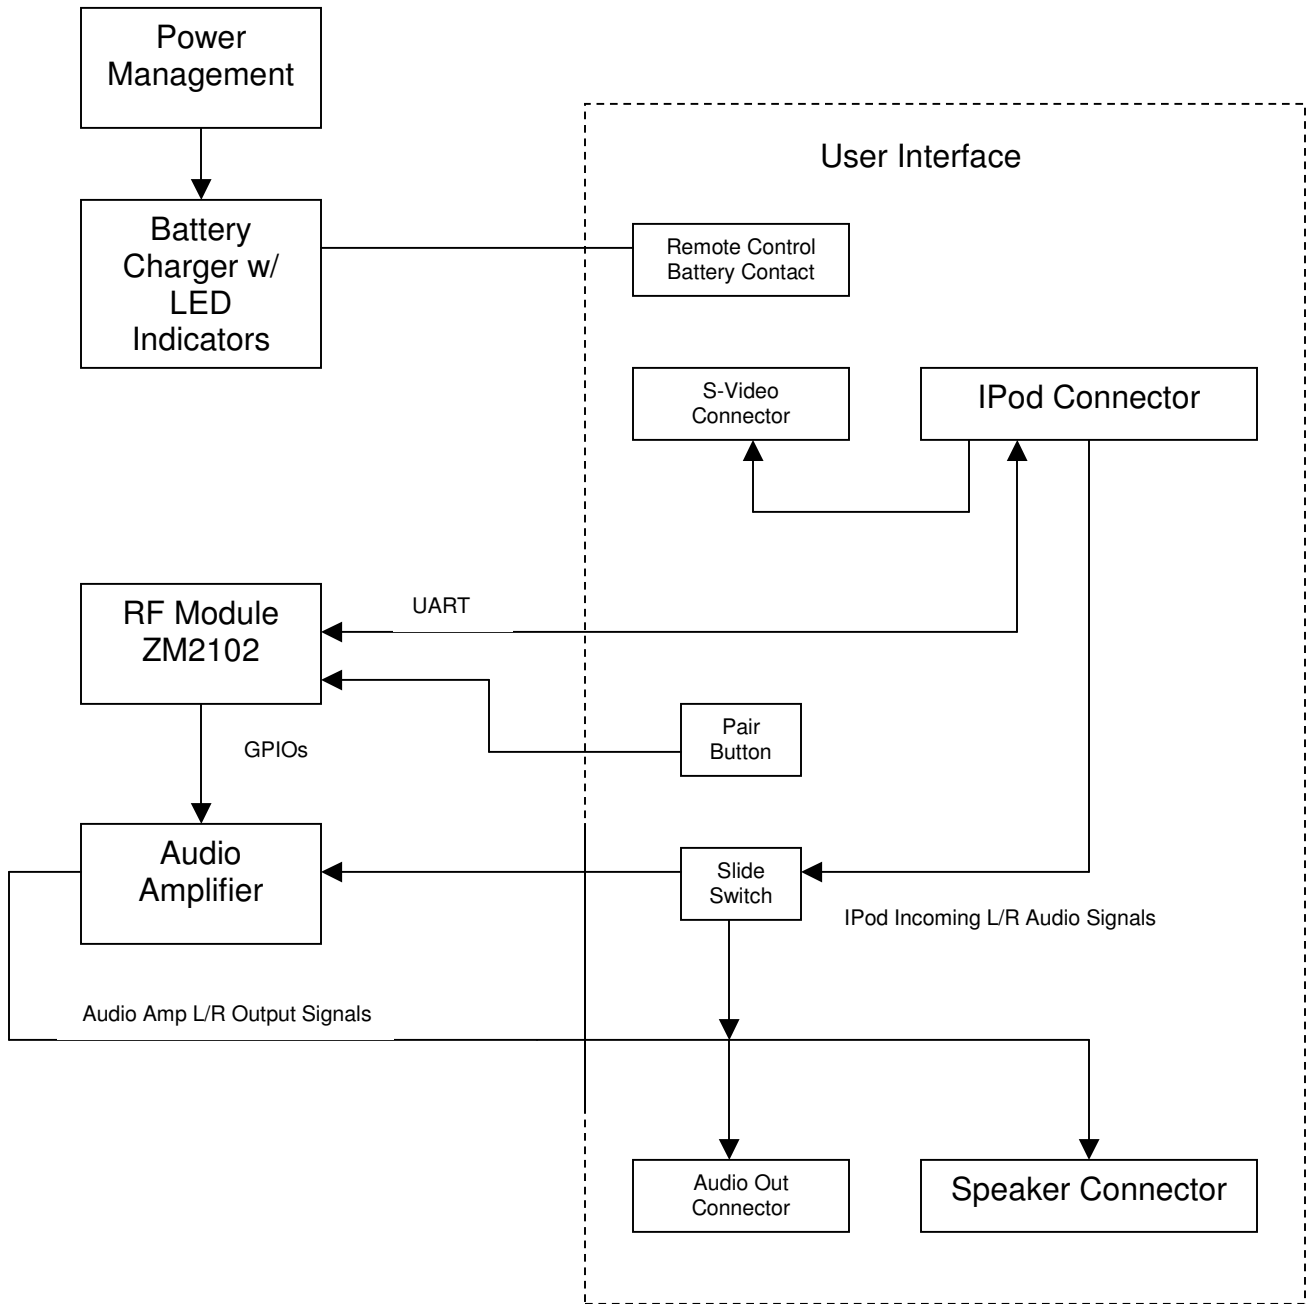 Power
Management
User Interface
Battery
Charger w/
LED
Indicators
Remote Control
Battery Contact
S-Video
Connector
IPod Connector
RF Module
ZM2102
UART
GPIOs
Pair
Button
Audio
Amplifier
Slide
Switch
IPod Incoming L/R Audio Signals
Audio Amp L/R Output Signals
Audio Out
Connector
Speaker Connector